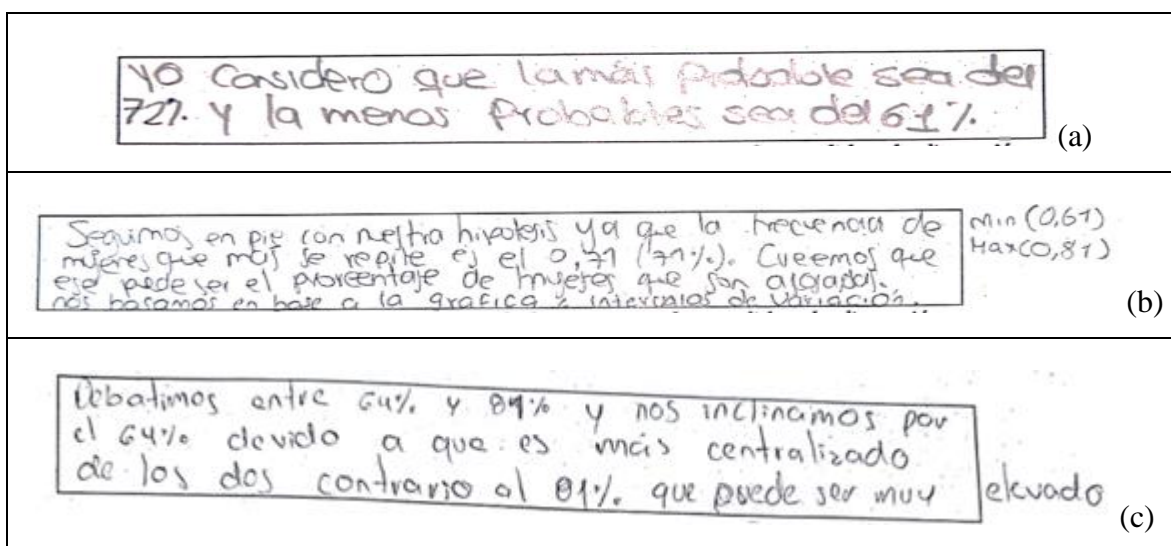 Yo Considero que la más probable sea del
72%. Y la menos Probables sea del 61%.
(a)
Seguimos en pie con nuestra hipotesis ya que la frecuencia de
mujeres que más se repite es el 0,71 (71%). Creemos que
ese puede ser el porcentaje de mujeres que son
nos basamos en base a la grafica e intervalos de variación.
Min (0,61)
Max (0,81)
(b)
Debatimos entre 64% y 81% y nos inclinamos por
el 64% devido a que es más centralizado
de los dos contrario al 81%. que puede ser muy elevado
(c)